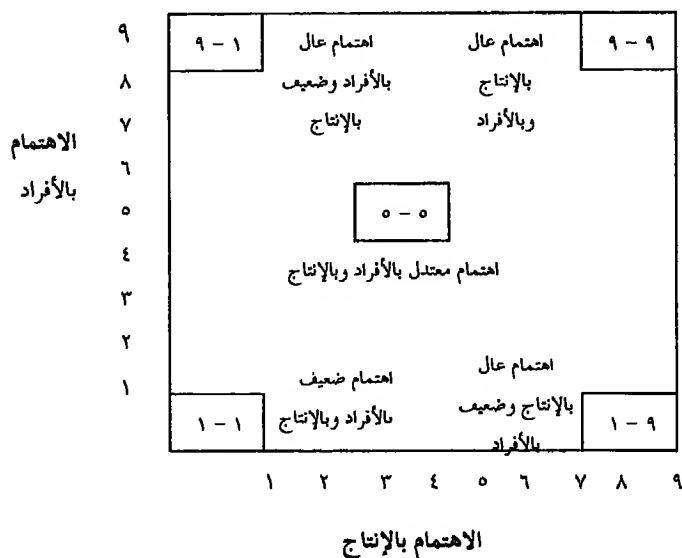 ١ – ٩
اهتمام عال
بالأفراد وضعيف
بالإنتاج
اهتمام عال
بالإنتاج
وبالأفراد
٩ – ٩
٩
٨
٧
٦
٥
٤
٣
٢
١
الاهتمام
بالأفراد
٥ – ٥
اهتمام معتدل بالأفراد وبالإنتاج
١ – ١
اهتمام ضعيف
بالأفراد وبالإنتاج
اهتمام عال
بالإنتاج وضعيف
بالأفراد
٩ – ١
١ ٢ ٣ ٤ ٥ ٦ ٧ ٨ ٩
الاهتمام بالإنتاج